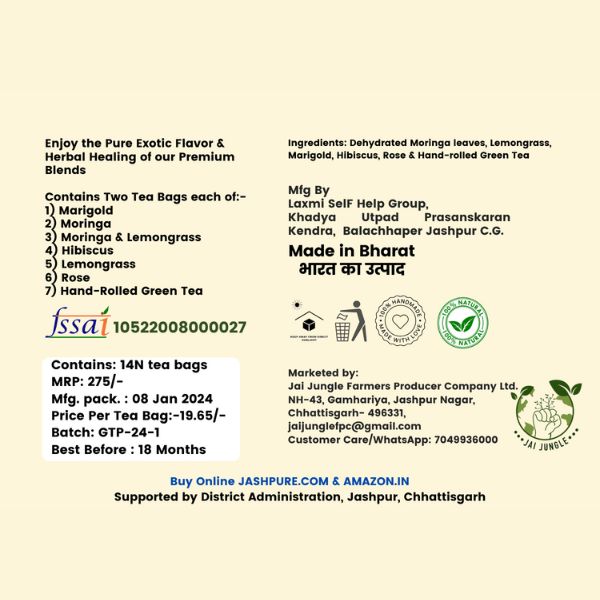 Enjoy the Pure Exotic Flavor &
Herbal Healing of our Premium
Blends
Contains Two Tea Bags each of:-
1) Marigold
2) Moringa
3) Moringa & Lemongrass
4) Hibiscus
5) Lemongrass
6) Rose
7) Hand-Rolled Green Tea
fssai 10522008000027
Contains: 14N tea bags
MRP: 275/-
Mfg. pack. : 08 Jan 2024
Price Per Tea Bag:-19.65/-
Batch: GTP-24-1
Best Before : 18 Months
Ingredients: Dehydrated Moringa leaves, Lemongrass,
Marigold, Hibiscus, Rose & Hand-rolled Green Tea
Mfg By
Laxmi SelF Help Group,
Khadya Utpad Prasanskaran
Kendra, Balachhaper Jashpur C.G.
Made in Bharat
भारत का उत्पाद
100% HANDMADE
MADE WITH LOVE
100% NATURAL
100% NATURAL
Marketed by:
Jai Jungle Farmers Producer Company Ltd.
NH-43, Gamhariya, Jashpur Nagar,
Chhattisgarh- 496331,
jaijunglefpc@gmail.com
Customer Care/WhatsApp: 7049936000
JAI JUNGLE
Buy Online JASHPURE.COM & AMAZON.IN
Supported by District Administration, Jashpur, Chhattisgarh